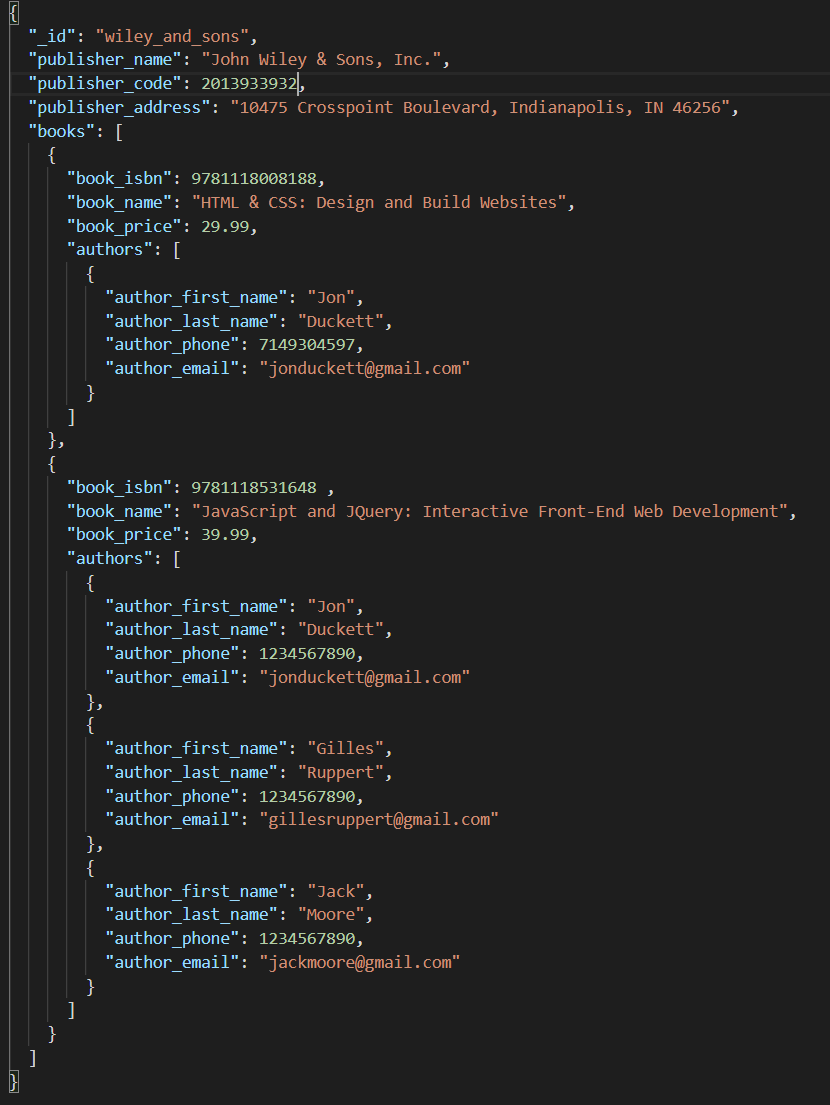 {
  "_id": "wiley_and_sons",
  "publisher_name": "John Wiley & Sons, Inc.",
  "publisher_code": 2013933932,
  "publisher_address": "10475 Crosspoint Boulevard, Indianapolis, IN 46256",
  "books": [
    {
      "book_isbn": 9781118008188,
      "book_name": "HTML & CSS: Design and Build Websites",
      "book_price": 29.99,
      "authors": [
        {
          "author_first_name": "Jon",
          "author_last_name": "Duckett",
          "author_phone": 7149304597,
          "author_email": "jonduckett@gmail.com"
        }
      ]
    },
    {
      "book_isbn": 9781118531648 ,
      "book_name": "JavaScript and JQuery: Interactive Front-End Web Development",
      "book_price": 39.99,
      "authors": [
        {
          "author_first_name": "Jon",
          "author_last_name": "Duckett",
          "author_phone": 1234567890,
          "author_email": "jonduckett@gmail.com"
        },
        {
          "author_first_name": "Gilles",
          "author_last_name": "Ruppert",
          "author_phone": 1234567890,
          "author_email": "gillesruppert@gmail.com"
        },
        {
          "author_first_name": "Jack",
          "author_last_name": "Moore",
          "author_phone": 1234567890,
          "author_email": "jackmoore@gmail.com"
        }
      ]
    }
  ]
}